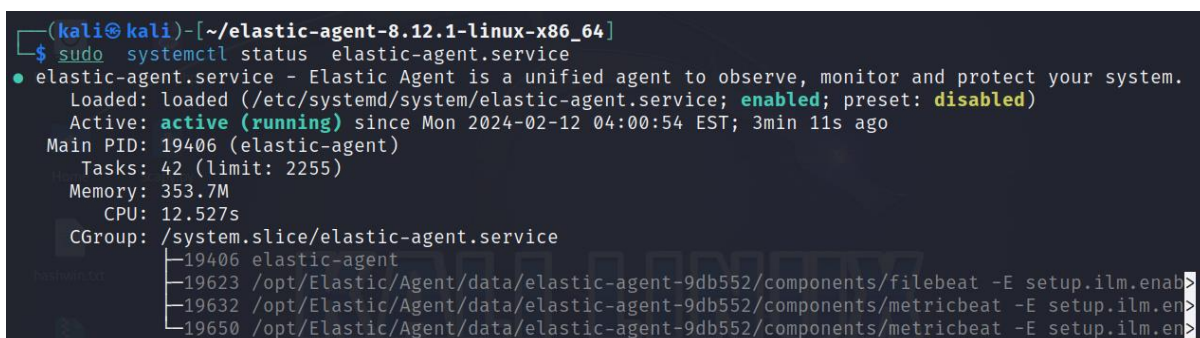 ┌──(kali㉿kali)-[~/elastic-agent-8.12.1-linux-x86_64]
└─$ sudo  systemctl status  elastic-agent.service
● elastic-agent.service - Elastic Agent is a unified agent to observe, monitor and protect your system.
     Loaded: loaded (/etc/systemd/system/elastic-agent.service; enabled; preset: disabled)
     Active: active (running) since Mon 2024-02-12 04:00:54 EST; 3min 11s ago
   Main PID: 19406 (elastic-agent)
      Tasks: 42 (limit: 2255)
     Memory: 353.7M
        CPU: 12.527s
     CGroup: /system.slice/elastic-agent.service
             ├─19406 elastic-agent
             ├─19623 /opt/Elastic/Agent/data/elastic-agent-9db552/components/filebeat -E setup.ilm.enab>
             ├─19632 /opt/Elastic/Agent/data/elastic-agent-9db552/components/metricbeat -E setup.ilm.en>
             └─19650 /opt/Elastic/Agent/data/elastic-agent-9db552/components/metricbeat -E setup.ilm.en>